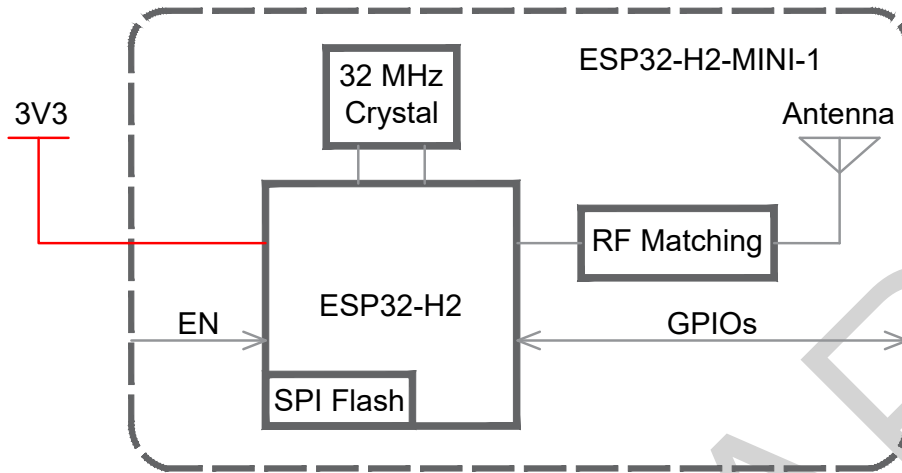 ESP32-H2-MINI-1
32 MHz
Crystal
3V3
Antenna
RF Matching
ESP32-H2
EN
GPIOs
SPI Flash